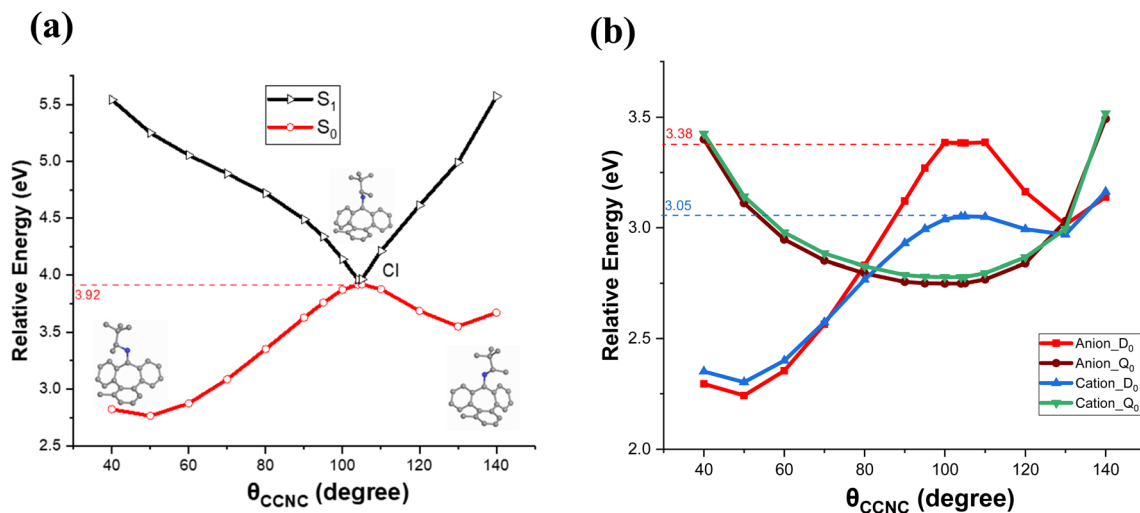 (a)
Relative Energy (eV)
5.5
5.0
4.5
4.0
3.5
3.0
2.5
S₁
S₀
CI
3.92
40
60
80
100
120
140
θCCNC (degree)
(b)
Relative Energy (eV)
3.5
3.0
2.5
2.0
3.38
3.05
Anion_D₀
Anion_Q₀
Cation_D₀
Cation_Q₀
40
60
80
100
120
140
θCCNC (degree)